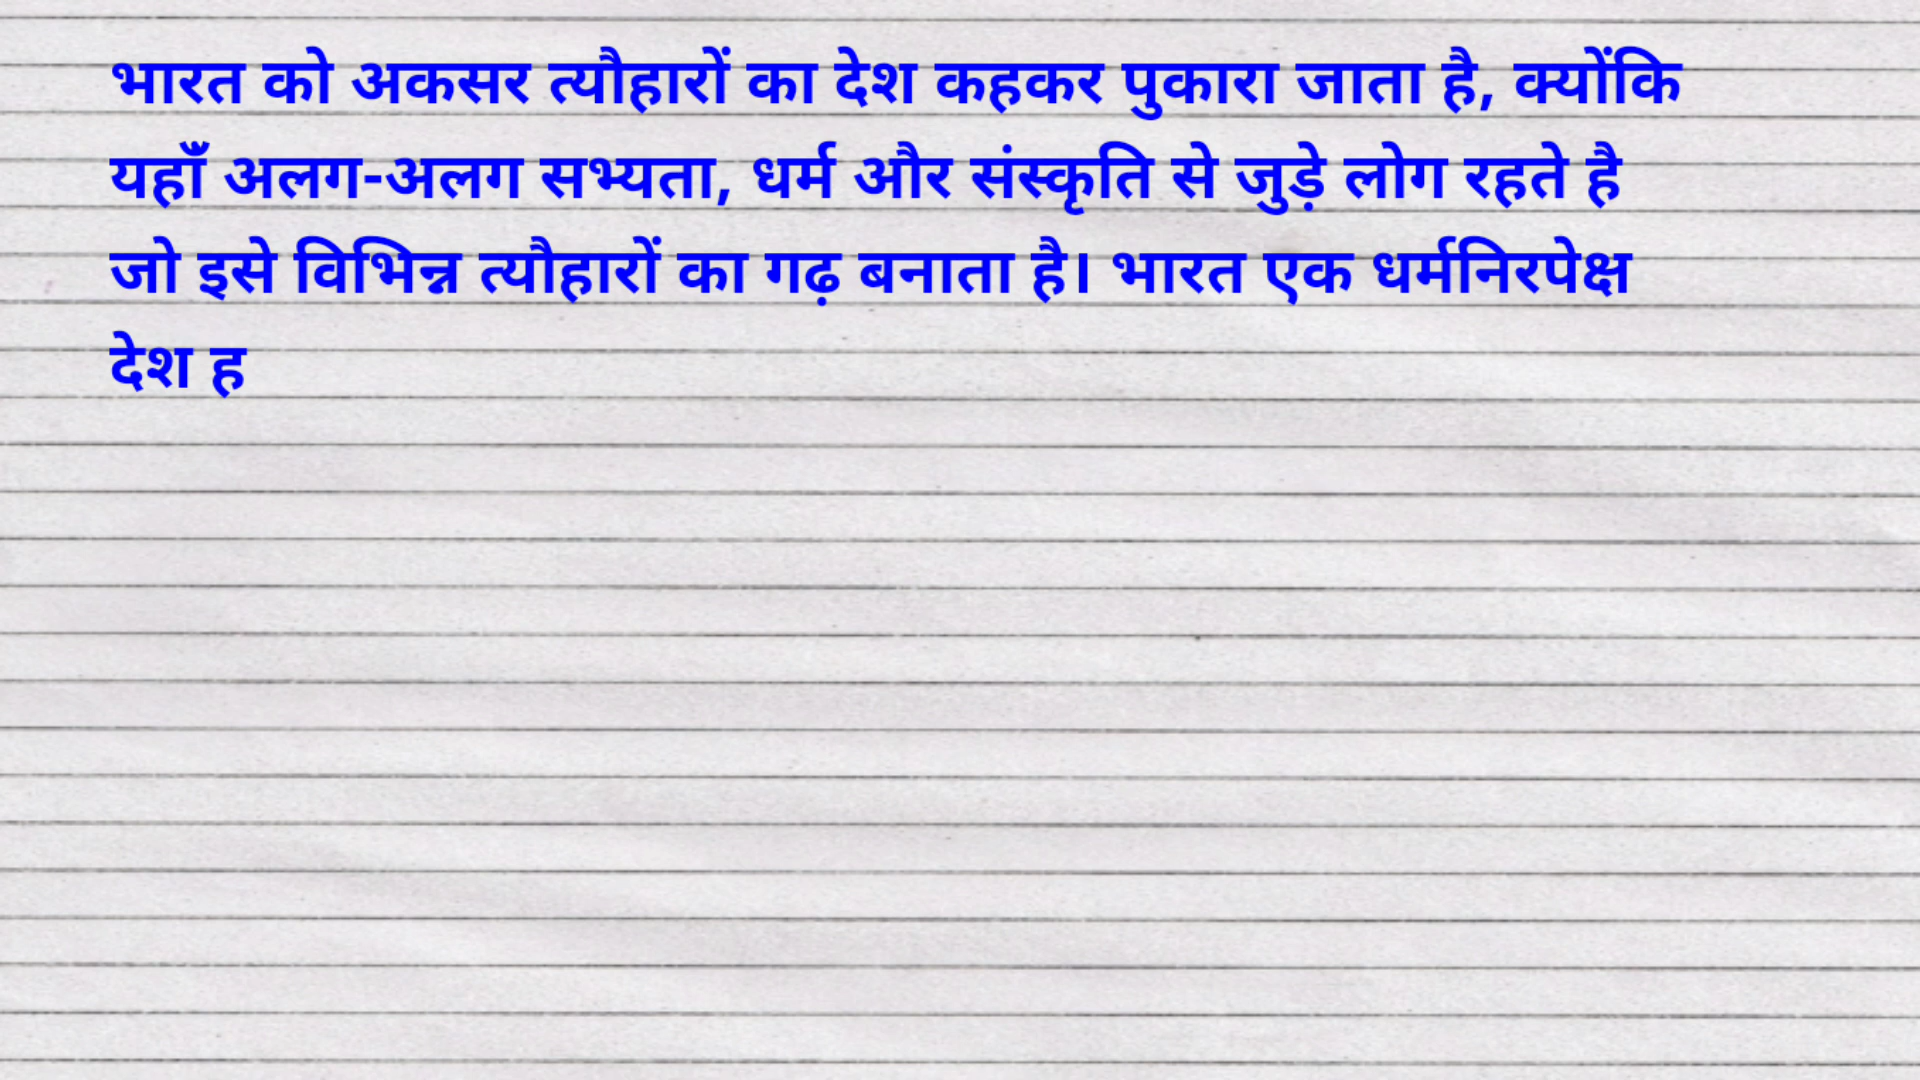 भारत को अकसर त्यौहारों का देश कहकर पुकारा जाता है, क्योंकि
यहाँ अलग-अलग सभ्यता, धर्म और संस्कृति से जुड़े लोग रहते है
जो इसे विभिन्न त्यौहारों का गढ़ बनाता है। भारत एक धर्मनिरपेक्ष
देश ह